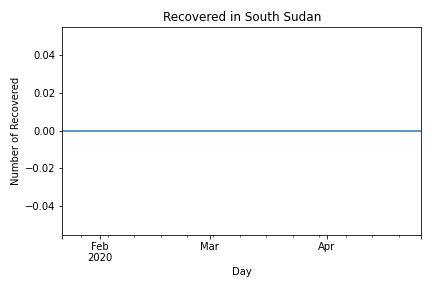 Recovered in South Sudan
Number of Recovered
0.04
0.02
0.00
−0.02
−0.04
Feb
2020
Mar
Apr
Day